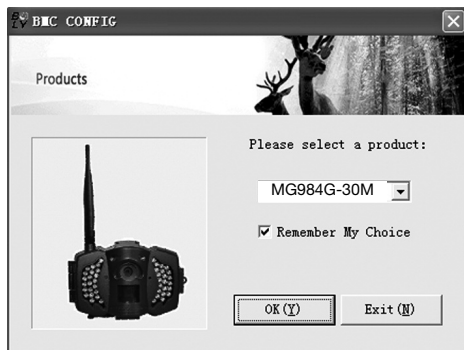 BMC CONFIG
Products
Please select a product:
MG984G-30M
Remember My Choice
OK(Y)
Exit(N)